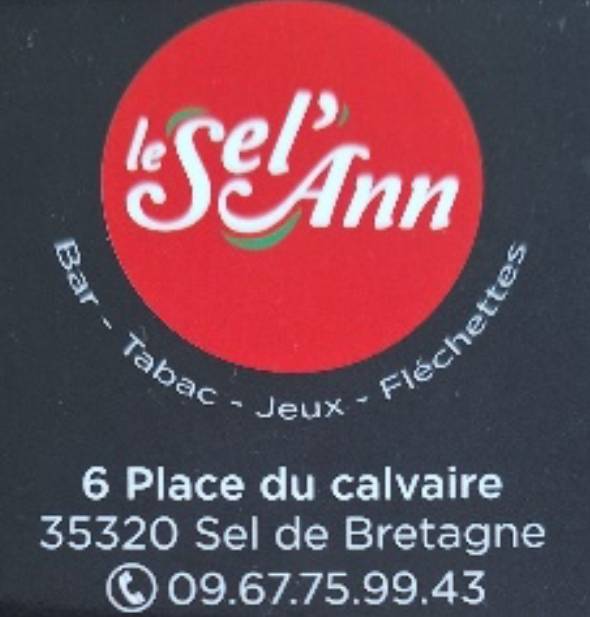 le Sel'Ann
Bar - Tabac - Jeux - Fléchettes
6 Place du calvaire
35320 Sel de Bretagne
09.67.75.99.43